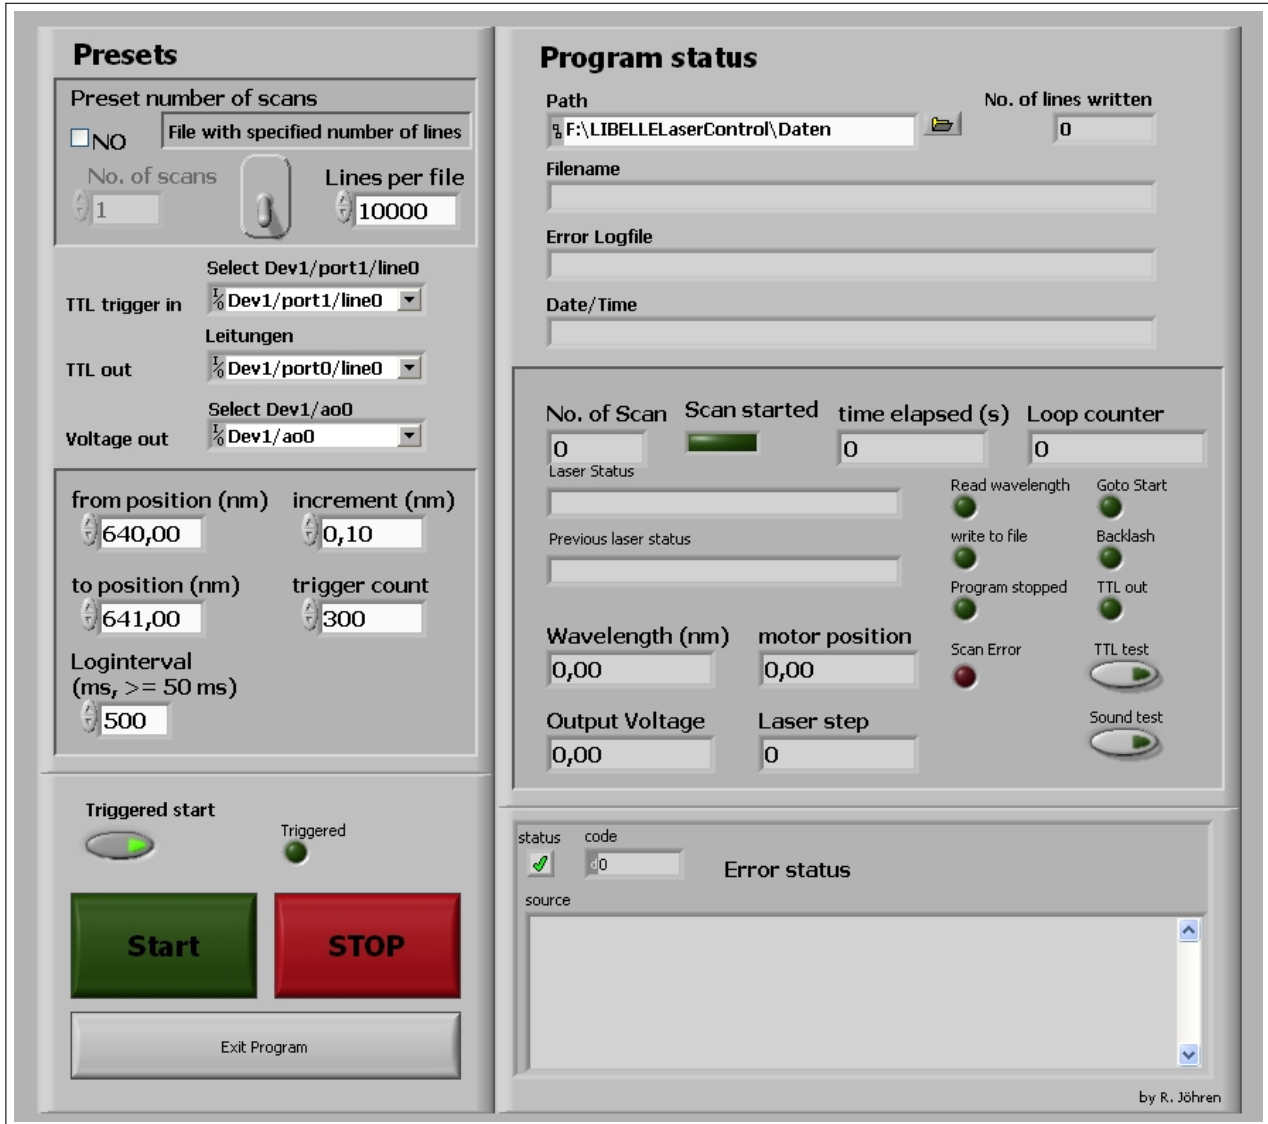 Presets
Preset number of scans
NO
File with specified number of lines
No. of scans
1
Lines per file
10000
Select Dev1/port1/line0
TTL trigger in
Dev1/port1/line0
Leitungen
TTL out
Dev1/port0/line0
Select Dev1/ao0
Voltage out
Dev1/ao0
from position (nm)
640,00
increment (nm)
0,10
to position (nm)
641,00
trigger count
300
Loginterval
(ms, >= 50 ms)
500
Triggered start
Triggered
Start
STOP
Exit Program
Program status
Path
F:\LIBELLELaserControl\Daten
No. of lines written
0
Filename
Error Logfile
Date/Time
No. of Scan
0
Scan started
time elapsed (s)
0
Loop counter
0
Laser Status
Read wavelength
Goto Start
Previous laser status
write to file
Backlash
Program stopped
TTL out
Wavelength (nm)
0,00
motor position
0,00
Scan Error
TTL test
Output Voltage
0,00
Laser step
0
Sound test
status
code
d0
Error status
source
by R. Jöhren